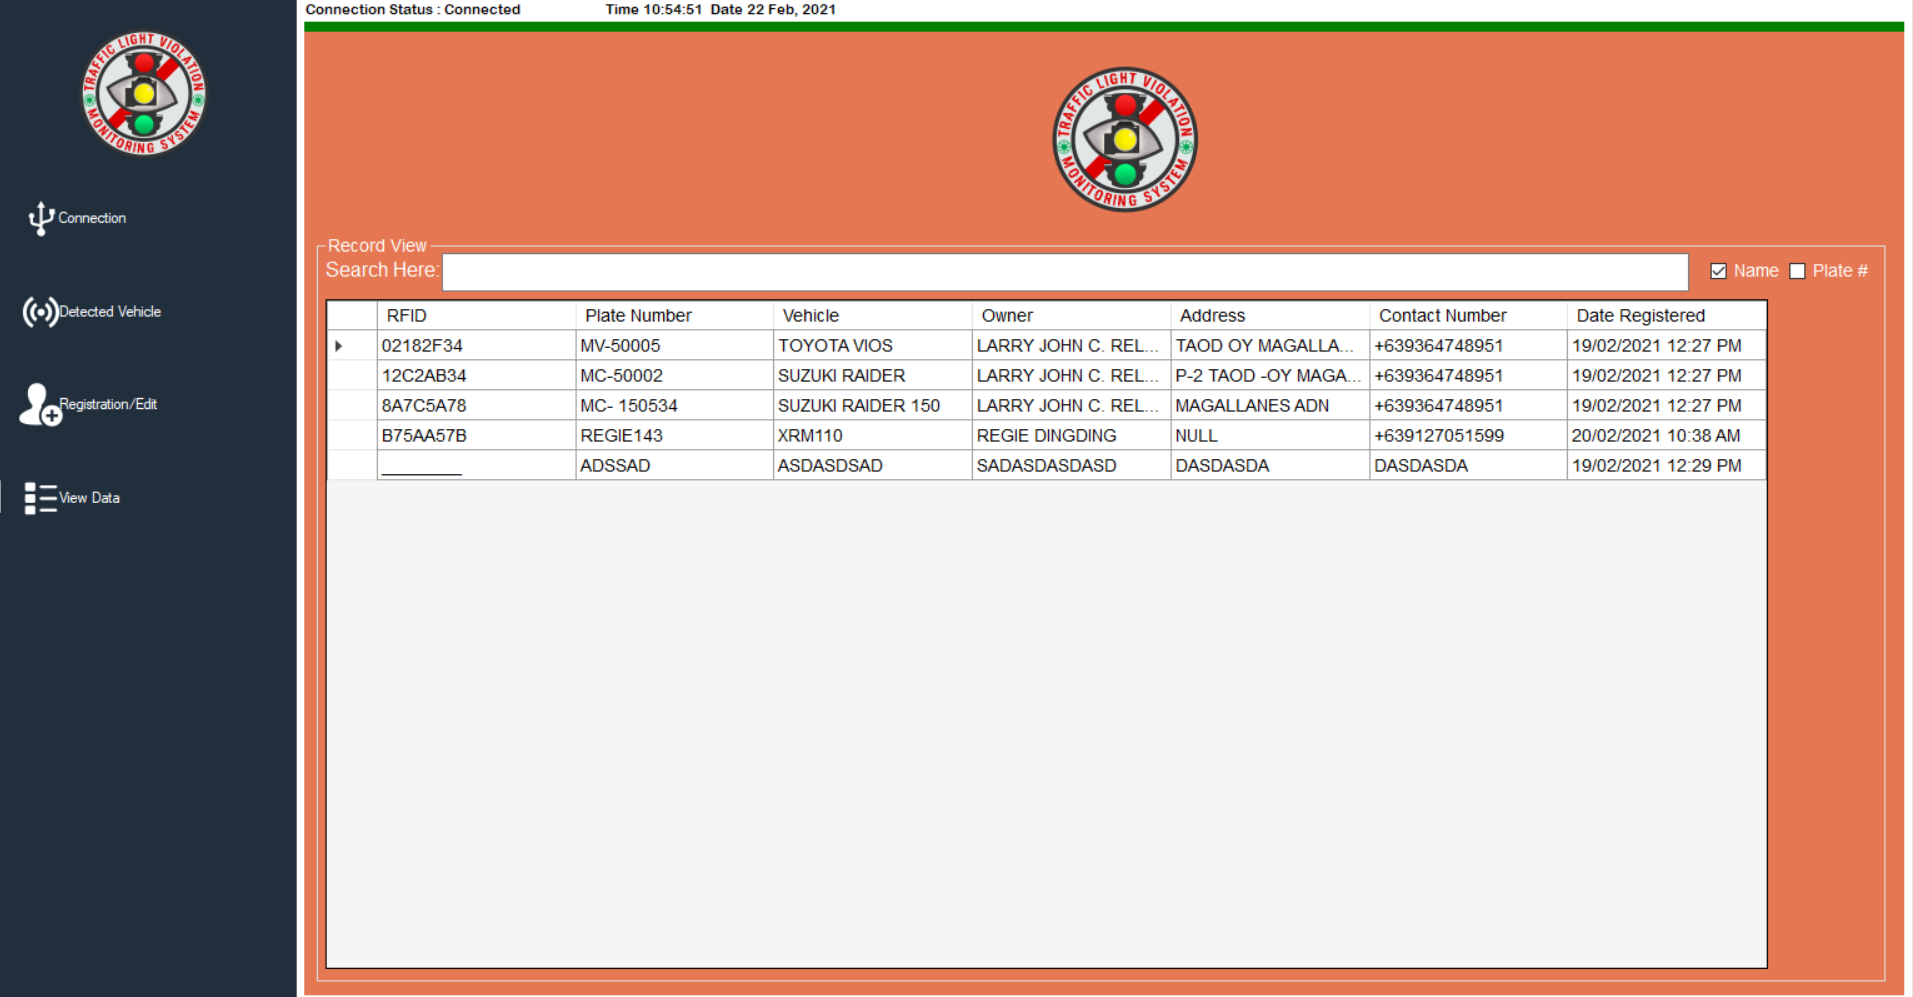 Connection Status : Connected Time 10:54:51 Date 22 Feb, 2021
TRAFFIC LIGHT VIOLATION
MONITORING SYSTEM
Connection
Detected Vehicle
Registration/Edit
View Data
TRAFFIC LIGHT VIOLATION
MONITORING SYSTEM
Record View
Search Here: Name Plate #
RFID Plate Number Vehicle Owner Address Contact Number Date Registered
02182F34 MV-50005 TOYOTA VIOS LARRY JOHN C. REL... TAOD OY MAGALLA... +639364748951 19/02/2021 12:27 PM
12C2AB34 MC-50002 SUZUKI RAIDER LARRY JOHN C. REL... P-2 TAOD -OY MAGA... +639364748951 19/02/2021 12:27 PM
8A7C5A78 MC- 150534 SUZUKI RAIDER 150 LARRY JOHN C. REL... MAGALLANES ADN +639364748951 19/02/2021 12:27 PM
B75AA57B REGIE143 XRM110 REGIE DINGDING NULL +639127051599 20/02/2021 10:38 AM
________ ADSSAD ASDASDSAD SADASDASDASD DASDASDA DASDASDA 19/02/2021 12:29 PM